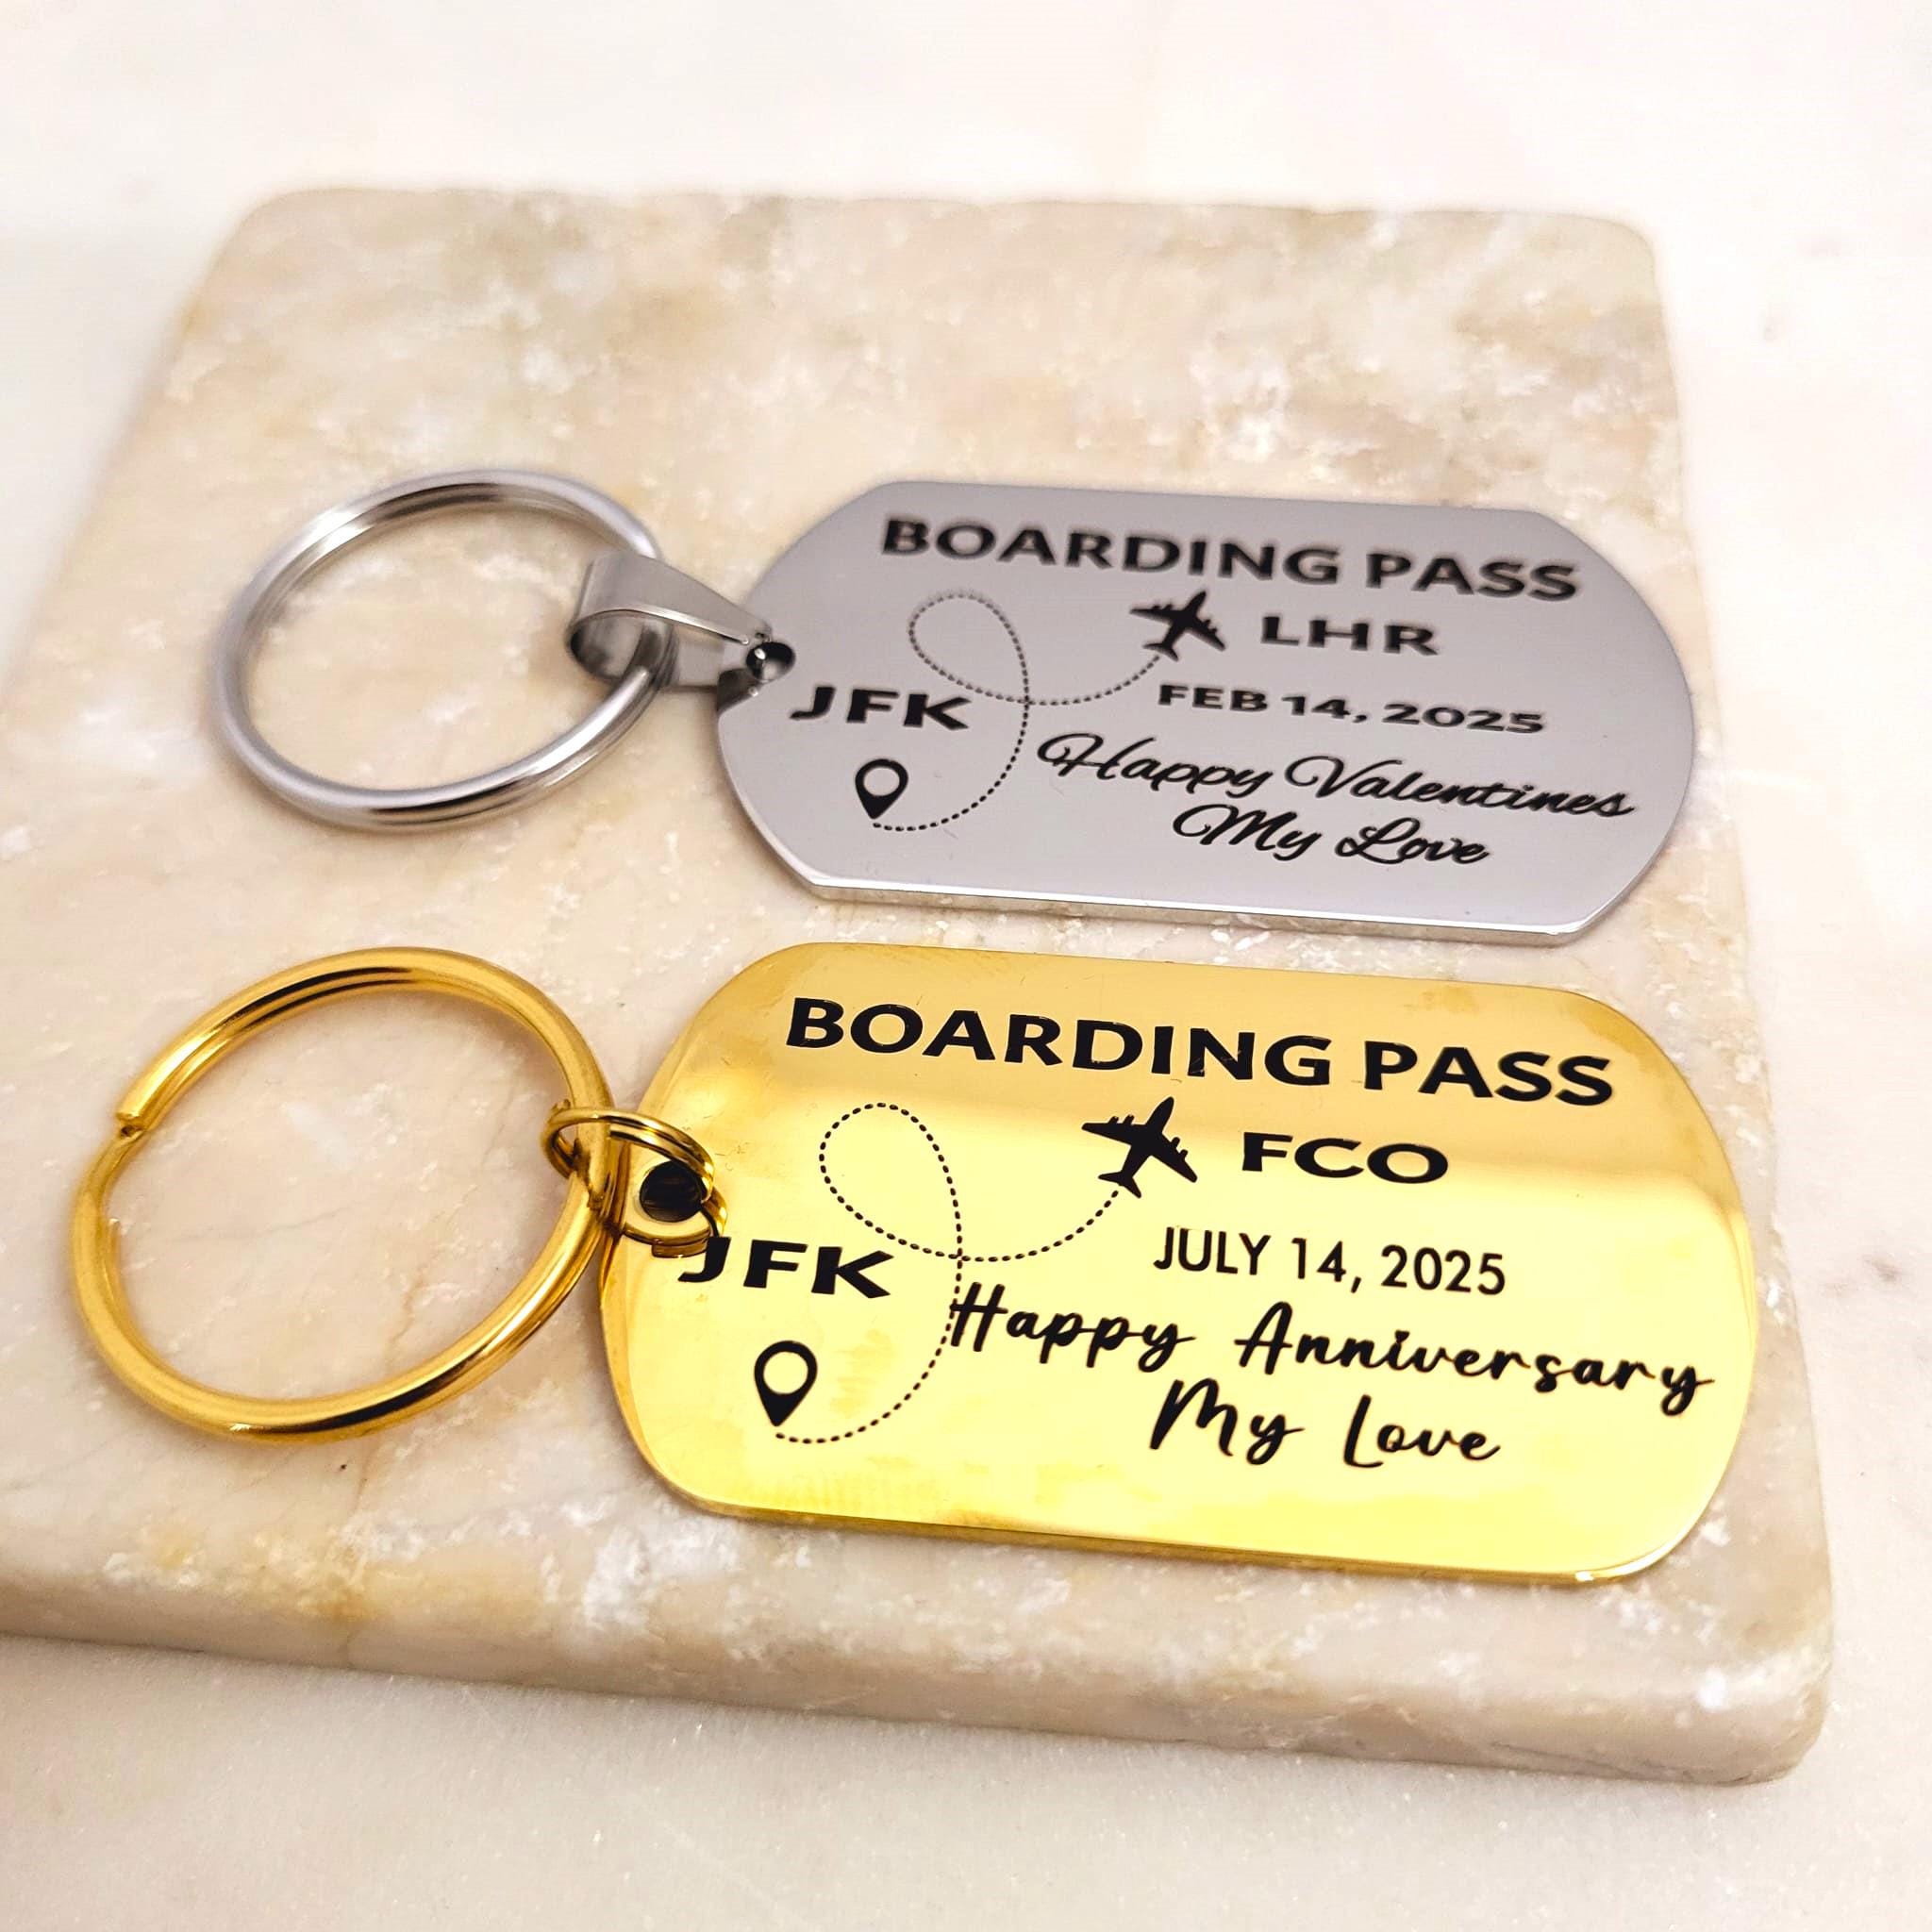 BOARDING PASS
LHR
JFK
FEB 14, 2025
Happy Valentines
My Love
BOARDING PASS
FCO
JFK
JULY 14, 2025
Happy Anniversary
My Love